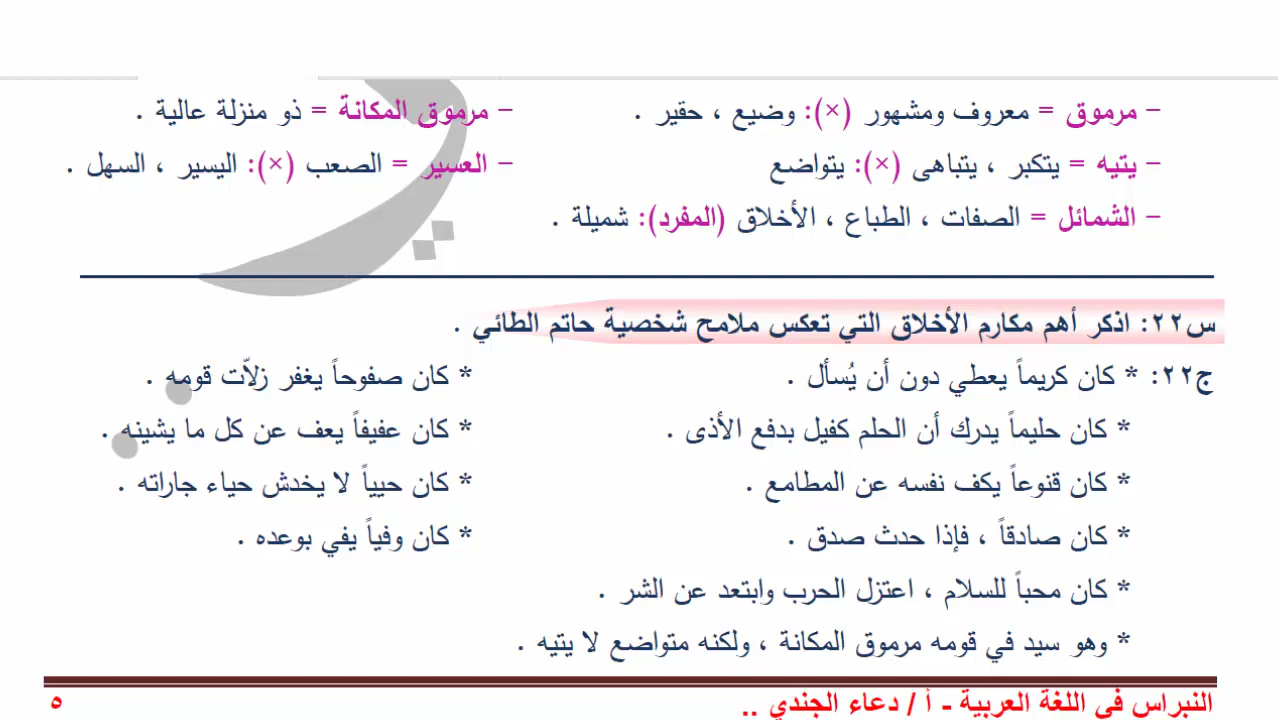 – مرموق = معروف ومشهور (×): وضيع ، حقير . – مرموق المكانة = ذو منزلة عالية .
– يتيه = يتكبر ، يتباهى (×): يتواضع – العسير = الصعب (×): اليسير ، السهل .
– الشمائل = الصفات ، الطباع ، الأخلاق (المفرد): شميلة .
س٢٢: اذكر أهم مكارم الأخلاق التي تعكس ملامح شخصية حاتم الطائي .
ج٢٢: * كان كريماً يعطي دون أن يُسأل . * كان صفوحاً يغفر زلاّت قومه .
* كان حليماً يدرك أن الحلم كفيل بدفع الأذى . * كان عفيفاً يعف عن كل ما يشينه .
* كان قنوعاً يكف نفسه عن المطامع . * كان حيياً لا يخدش حياء جاراته .
* كان صادقاً ، فإذا حدث صدق . * كان وفياً يفي بوعده .
* كان محباً للسلام ، اعتزل الحرب وابتعد عن الشر .
* وهو سيد في قومه مرموق المكانة ، ولكنه متواضع لا يتيه .
النبراس في اللغة العربية - أ / دعاء الجندي .. ٥